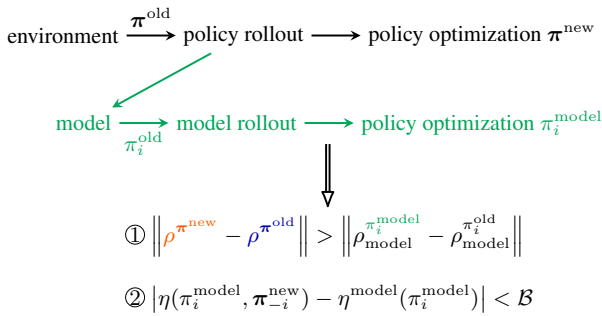 environment π^old → policy rollout → policy optimization π^new
model π_i^old → model rollout → policy optimization π_i^model
① ‖ρ^{π^new} − ρ^{π^old}‖ > ‖ρ_model^{π_i^model} − ρ_model^{π_i^old}‖
② |η(π_i^model, π_{−i}^new) − η^model(π_i^model)| < ℬ